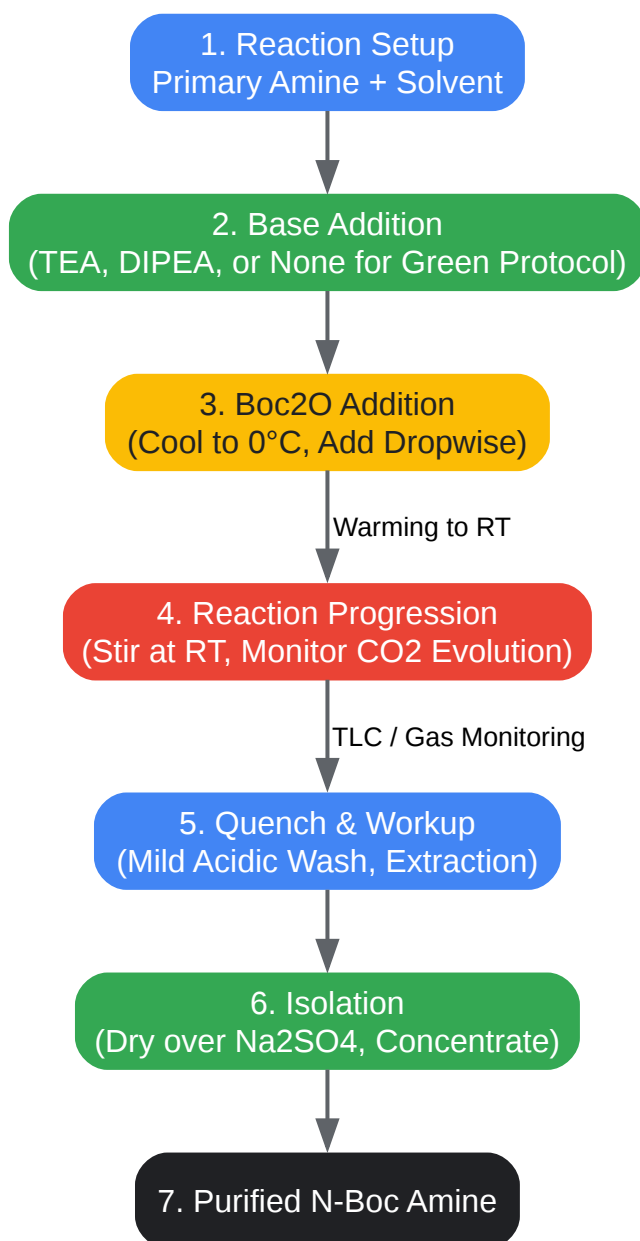 1. Reaction Setup
Primary Amine + Solvent
2. Base Addition
(TEA, DIPEA, or None for Green Protocol)
3. Boc2O Addition
(Cool to 0°C, Add Dropwise)
Warming to RT
4. Reaction Progression
(Stir at RT, Monitor CO2 Evolution)
TLC / Gas Monitoring
5. Quench & Workup
(Mild Acidic Wash, Extraction)
6. Isolation
(Dry over Na2SO4, Concentrate)
7. Purified N-Boc Amine